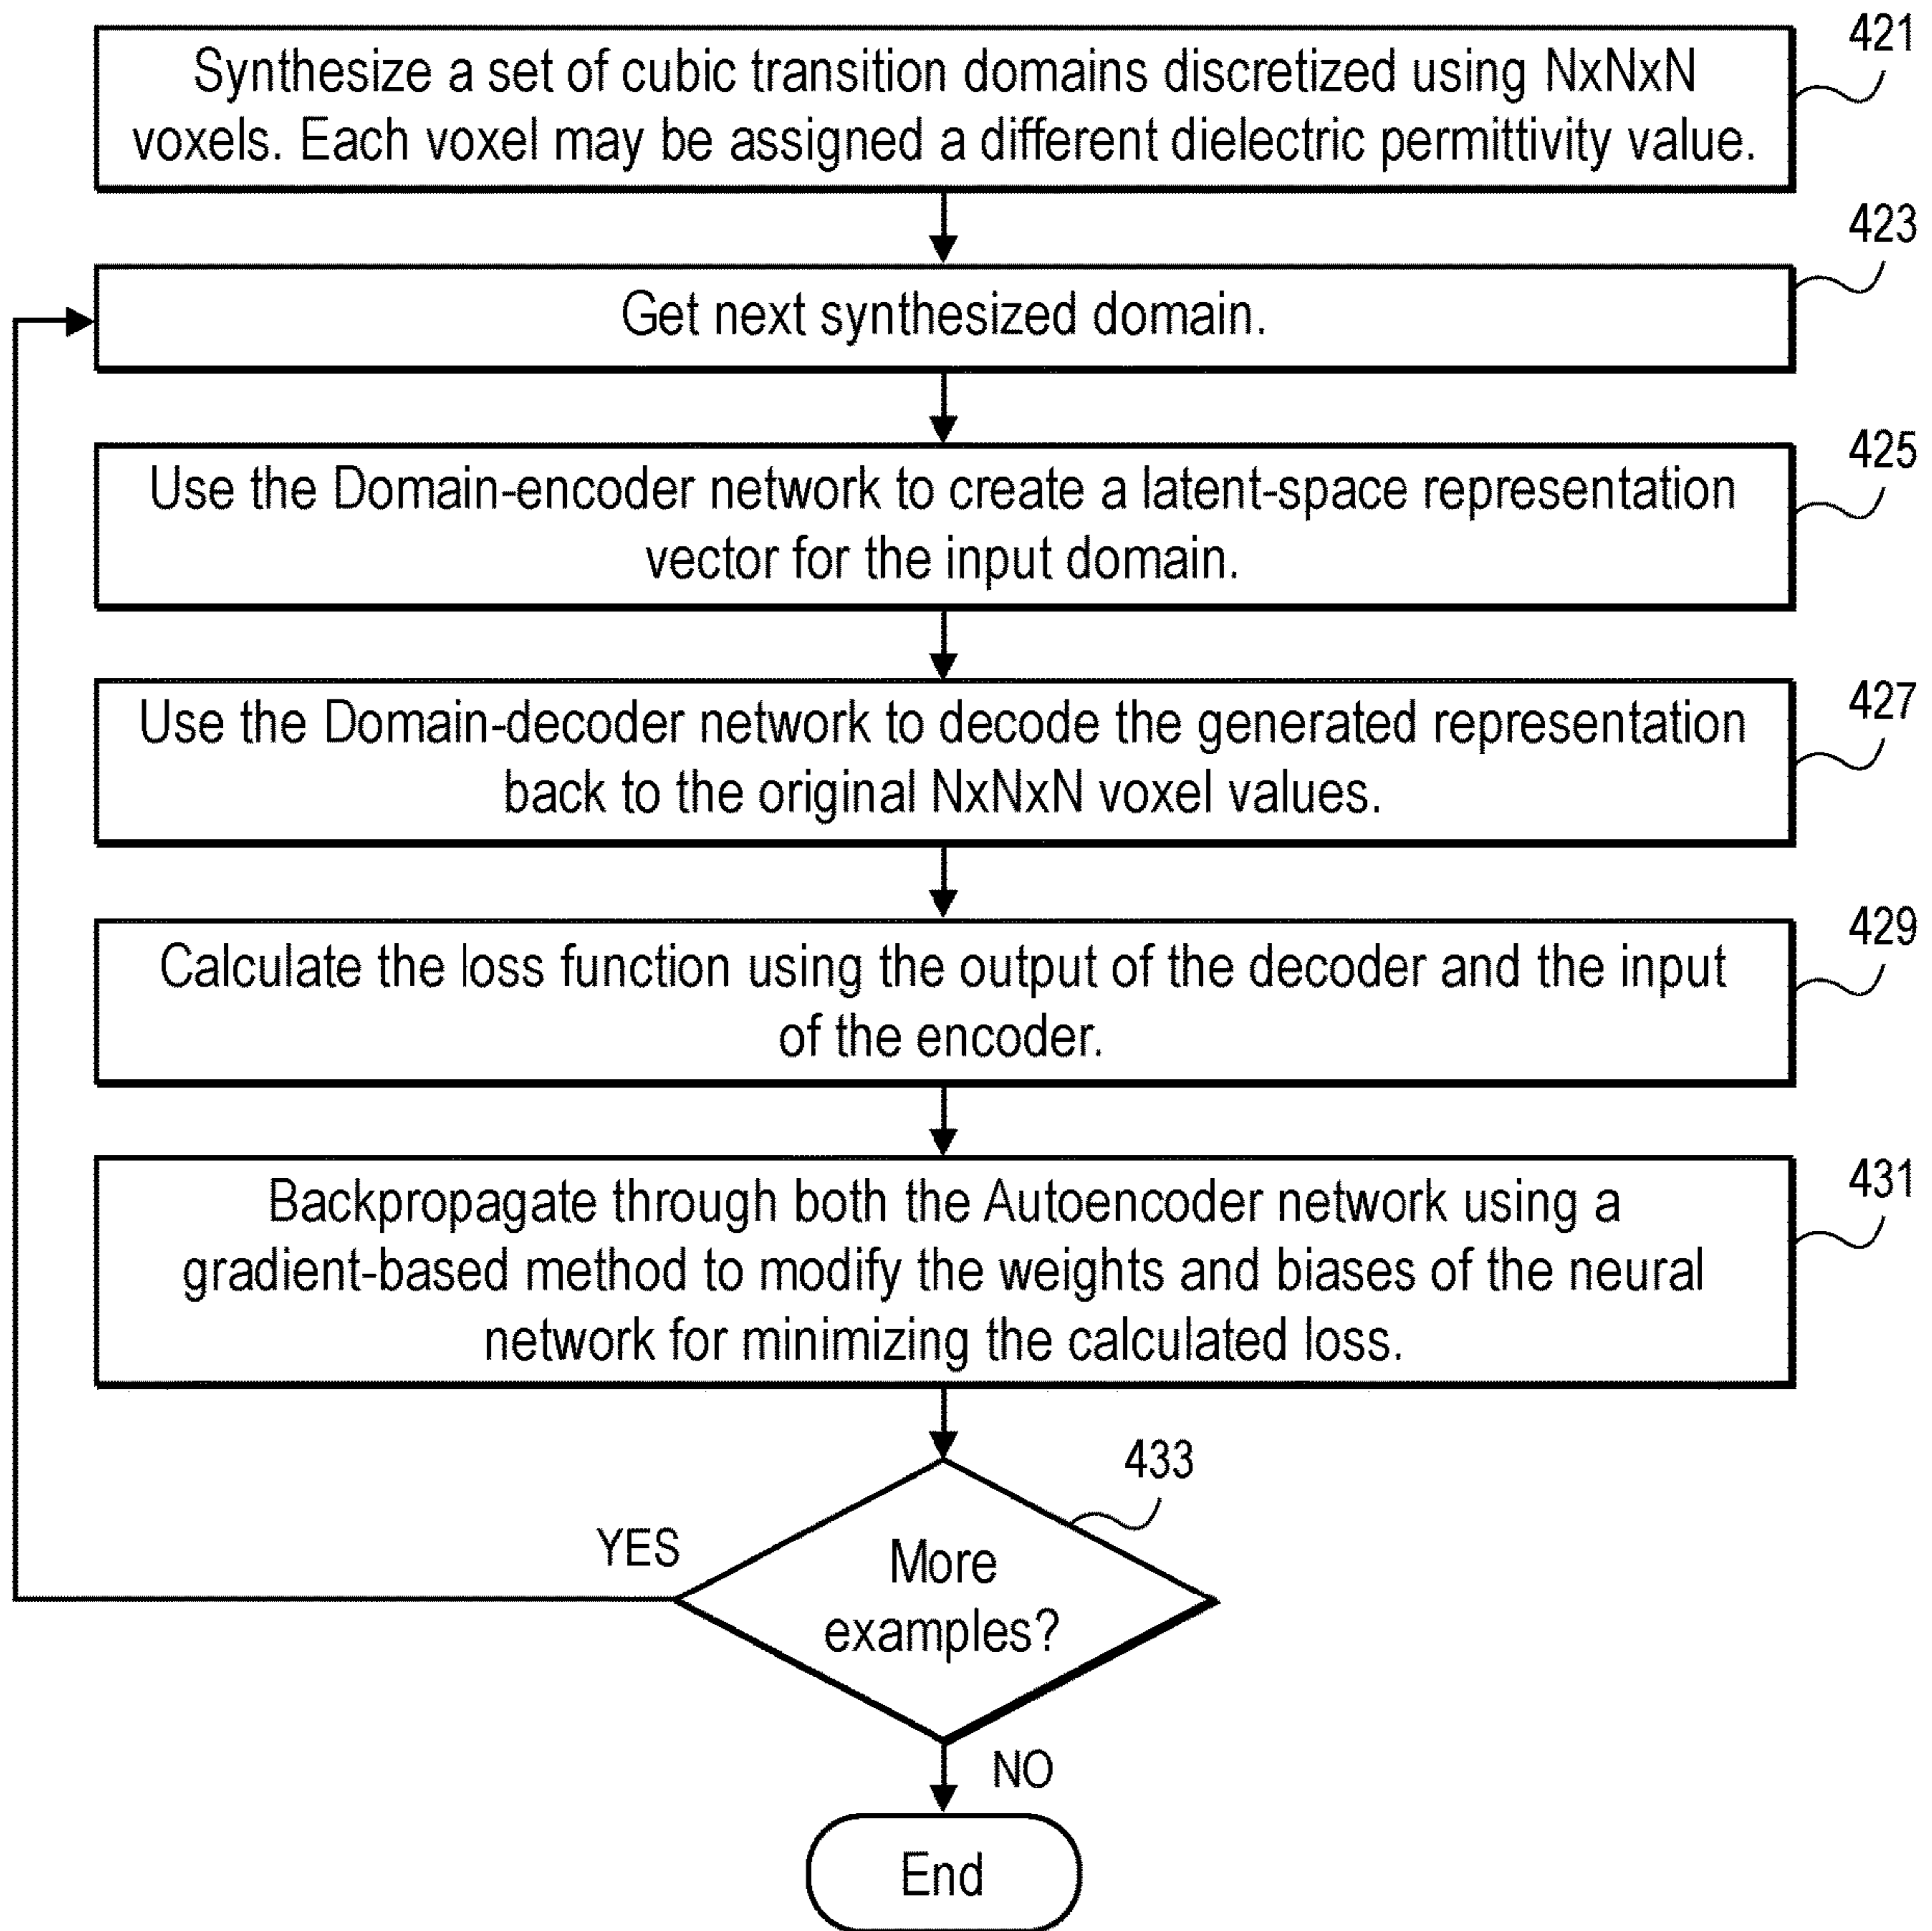 421
Synthesize a set of cubic transition domains discretized using NxNxN
voxels. Each voxel may be assigned a different dielectric permittivity value.
423
Get next synthesized domain.
425
Use the Domain-encoder network to create a latent-space representation
vector for the input domain.
427
Use the Domain-decoder network to decode the generated representation
back to the original NxNxN voxel values.
429
Calculate the loss function using the output of the decoder and the input
of the encoder.
431
Backpropagate through both the Autoencoder network using a
gradient-based method to modify the weights and biases of the neural
network for minimizing the calculated loss.
433
YES
More
examples?
NO
End